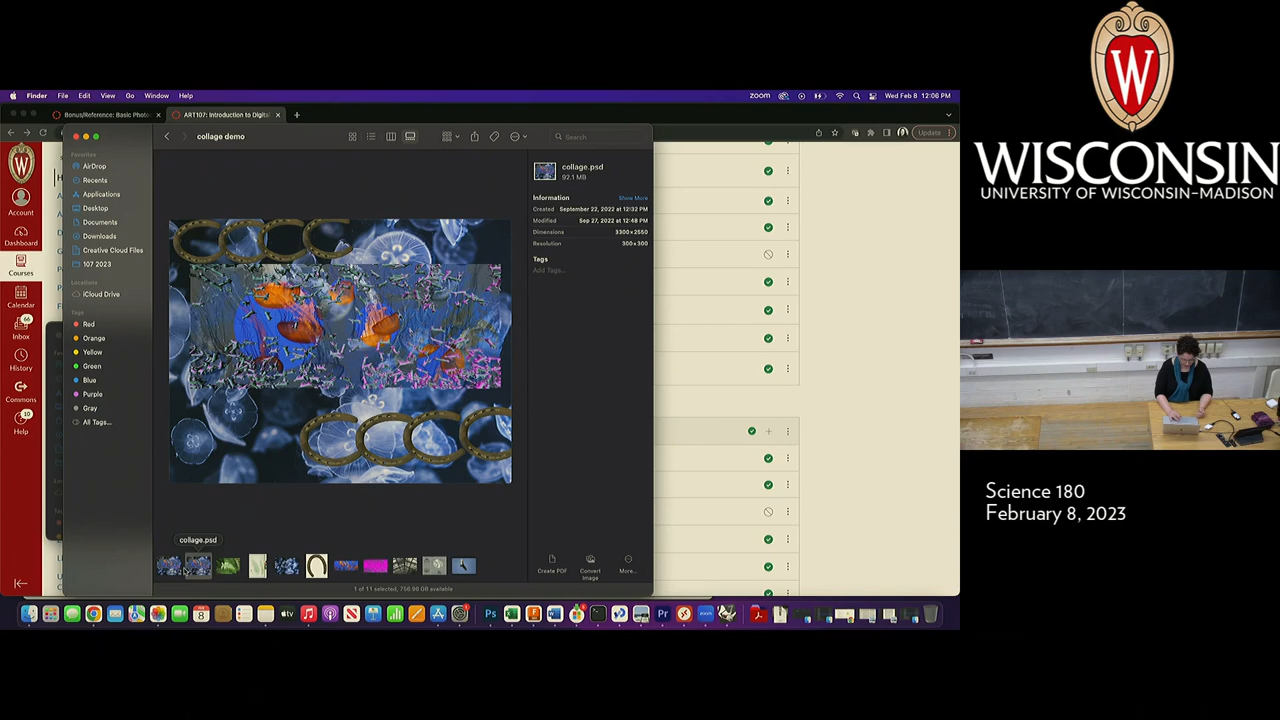 Finder File Edit View Go Window Help
zoom Wed Feb 8 12:06 PM
Bonus/Reference: Basic Photo
ART107: Introduction to Digital
Update
collage demo
Search
Favorites
AirDrop
Recents
Applications
Desktop
Documents
Downloads
Creative Cloud Files
107 2023
Locations
iCloud Drive
Tags
Red
Orange
Yellow
Green
Blue
Purple
Gray
All Tags...
Account
Dashboard
Courses
Calendar
66
Inbox
History
Commons
10
Help
collage.psd
92.1 MB
Information Show More
Created September 22, 2022 at 12:32 PM
Modified Sep 27, 2022 at 12:48 PM
Dimensions 3300×2550
Resolution 300×300
Tags
Add Tags...
collage.psd
Create PDF
Convert Image
More...
1 of 11 selected, 756.98 GB available
W
WISCONSIN
UNIVERSITY OF WISCONSIN–MADISON
Science 180
February 8, 2023